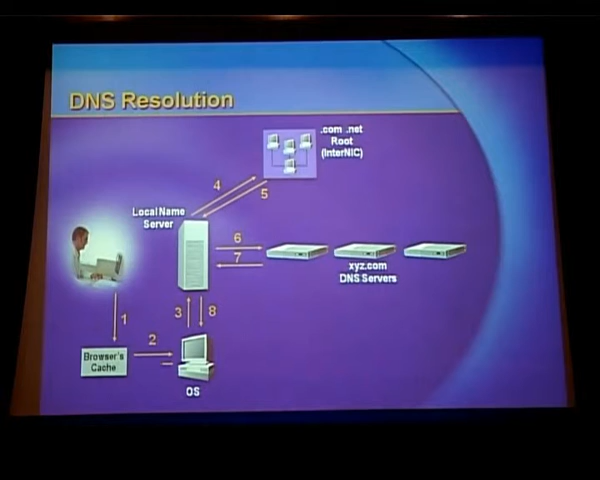 DNS Resolution
.com .net
Root
(InterNIC)
4
5
Local Name
Server
6
7
xyz.com
DNS Servers
3
8
1
2
Browser's
Cache
OS